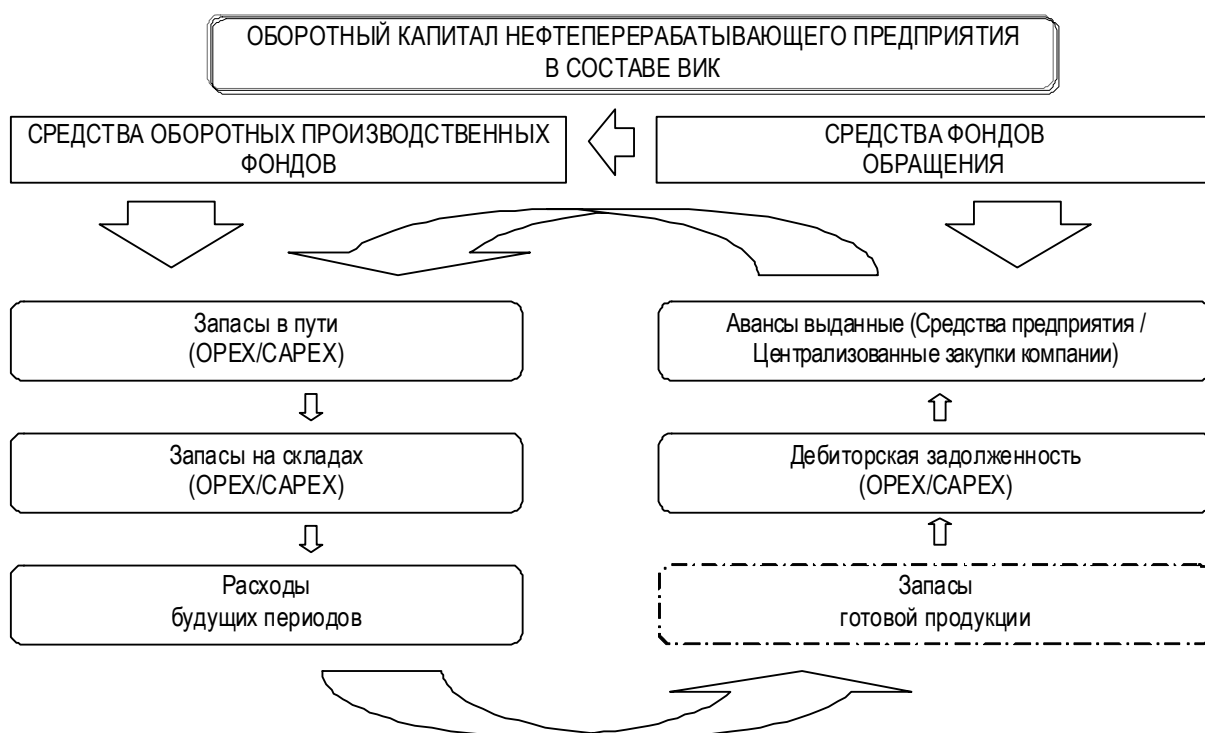 ОБОРОТНЫЙ КАПИТАЛ НЕФТЕПЕРЕРАБАТЫВАЮЩЕГО ПРЕДПРИЯТИЯ
В СОСТАВЕ ВИК
СРЕДСТВА ОБОРОТНЫХ ПРОИЗВОДСТВЕННЫХ
ФОНДОВ
СРЕДСТВА ФОНДОВ
ОБРАЩЕНИЯ
Запасы в пути
(OPEX/CAPEX)
Авансы выданные (Средства предприятия /
Централизованные закупки компании)
Запасы на складах
(OPEX/CAPEX)
Дебиторская задолженность
(OPEX/CAPEX)
Расходы
будущих периодов
Запасы
готовой продукции